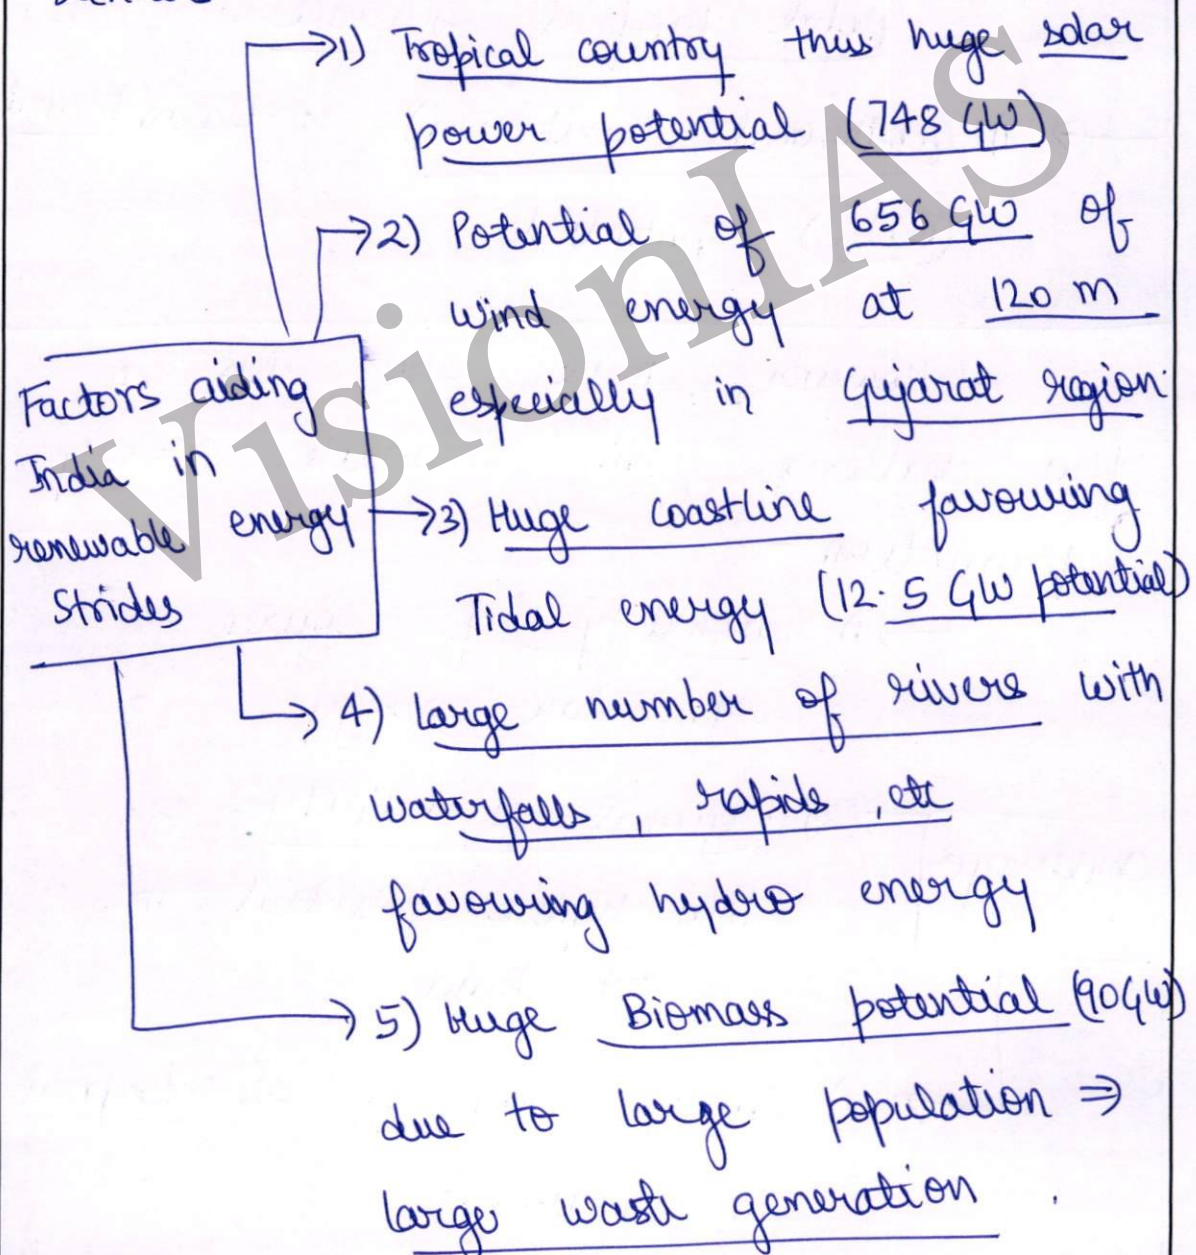 1) Tropical country thus huge solar
power potential (748 GW)
2) Potential of 656 GW of
wind energy at 120 m
especially in Gujarat region.
Factors aiding
India in
renewable energy
Strides
3) Huge coastline favouring
Tidal energy (12.5 GW potential)
4) large number of rivers with
waterfalls, rapids, etc
favouring hydro energy
5) Huge Biomass potential (90GW)
due to large population ⇒
large waste generation.
VisionIAS